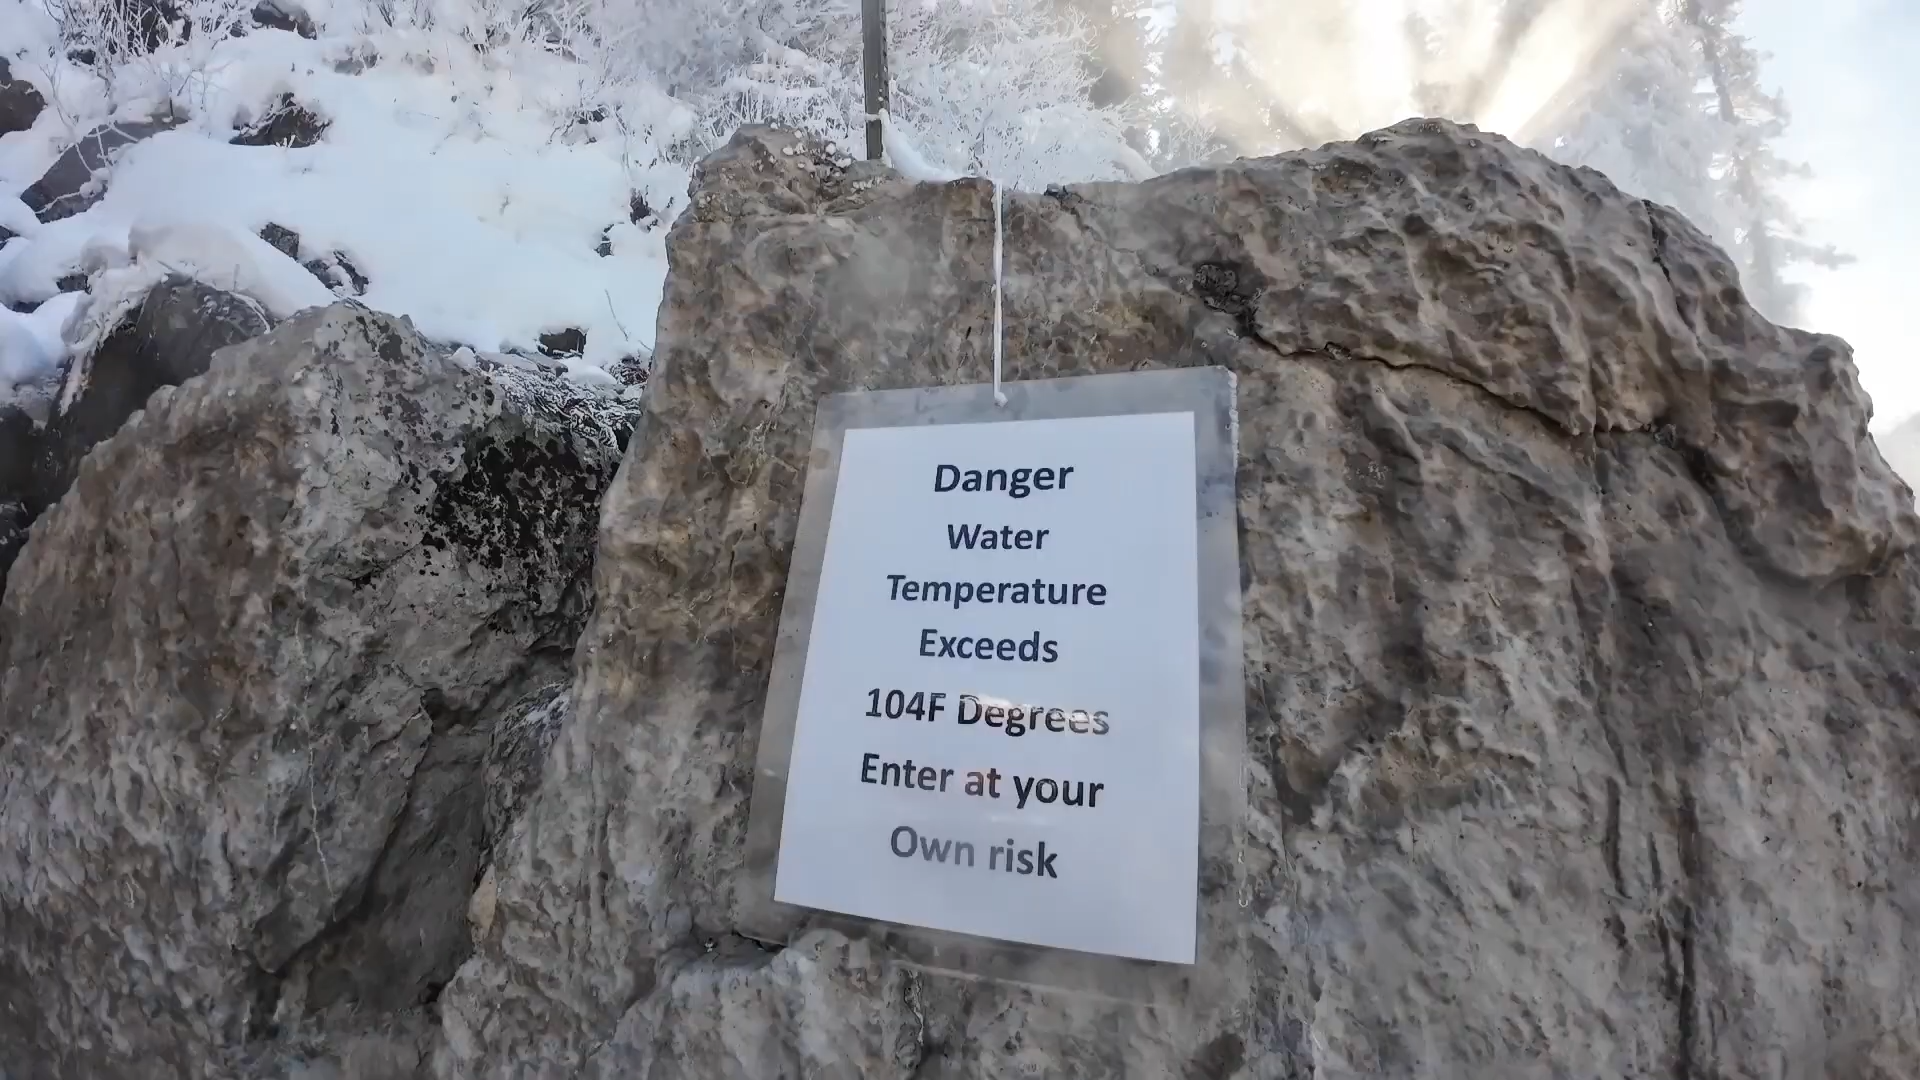 Danger
Water
Temperature
Exceeds
104F Degrees
Enter at your
Own risk